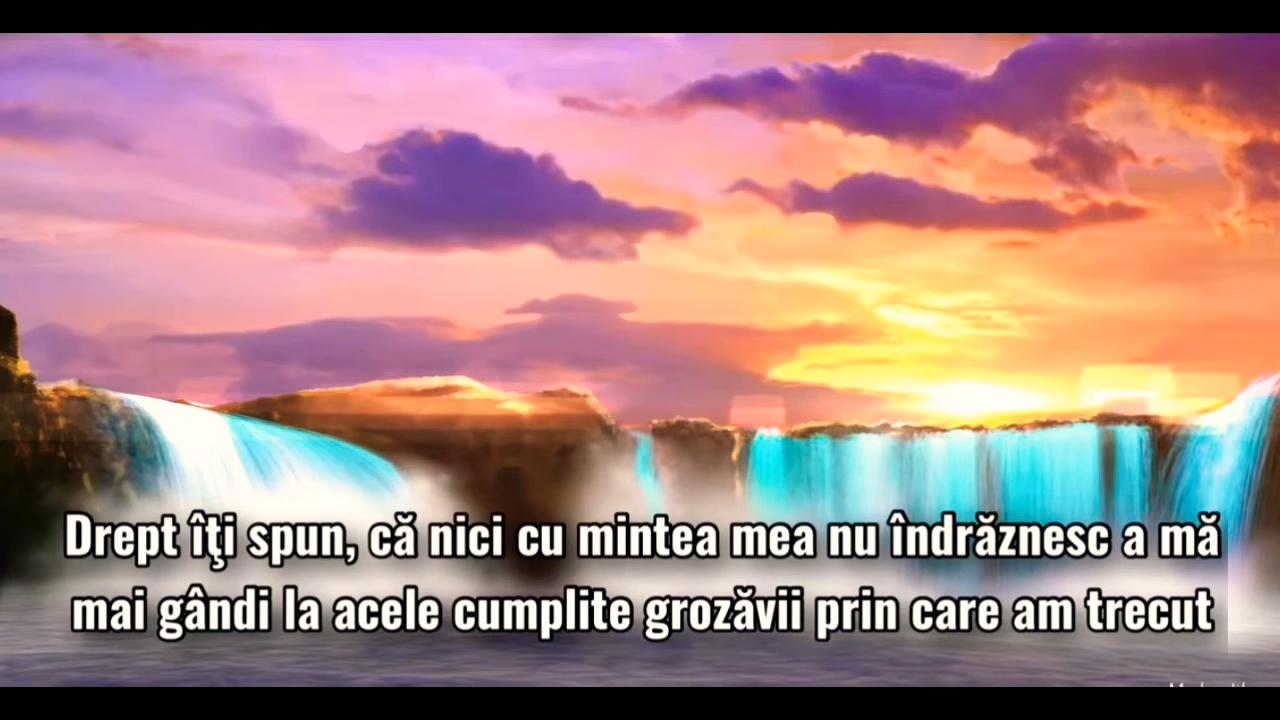 Drept îţi spun, că nici cu mintea mea nu îndrăznesc a mă
mai gândi la acele cumplite grozăvii prin care am trecut